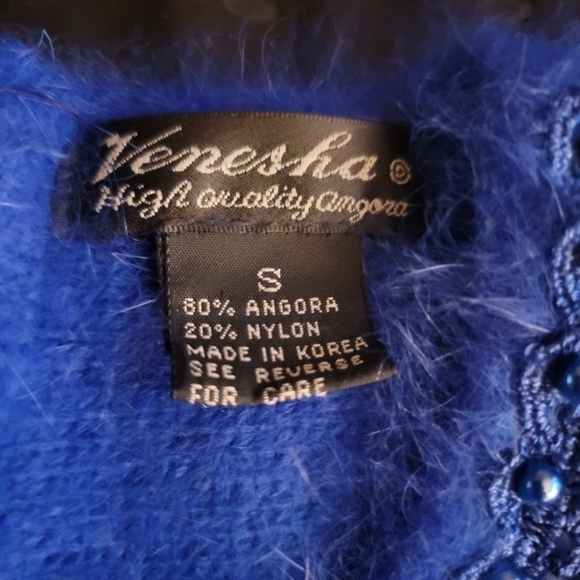 Venesha ®
High Quality Angora
S
80% ANGORA
20% NYLON
MADE IN KOREA
SEE REVERSE
FOR CARE